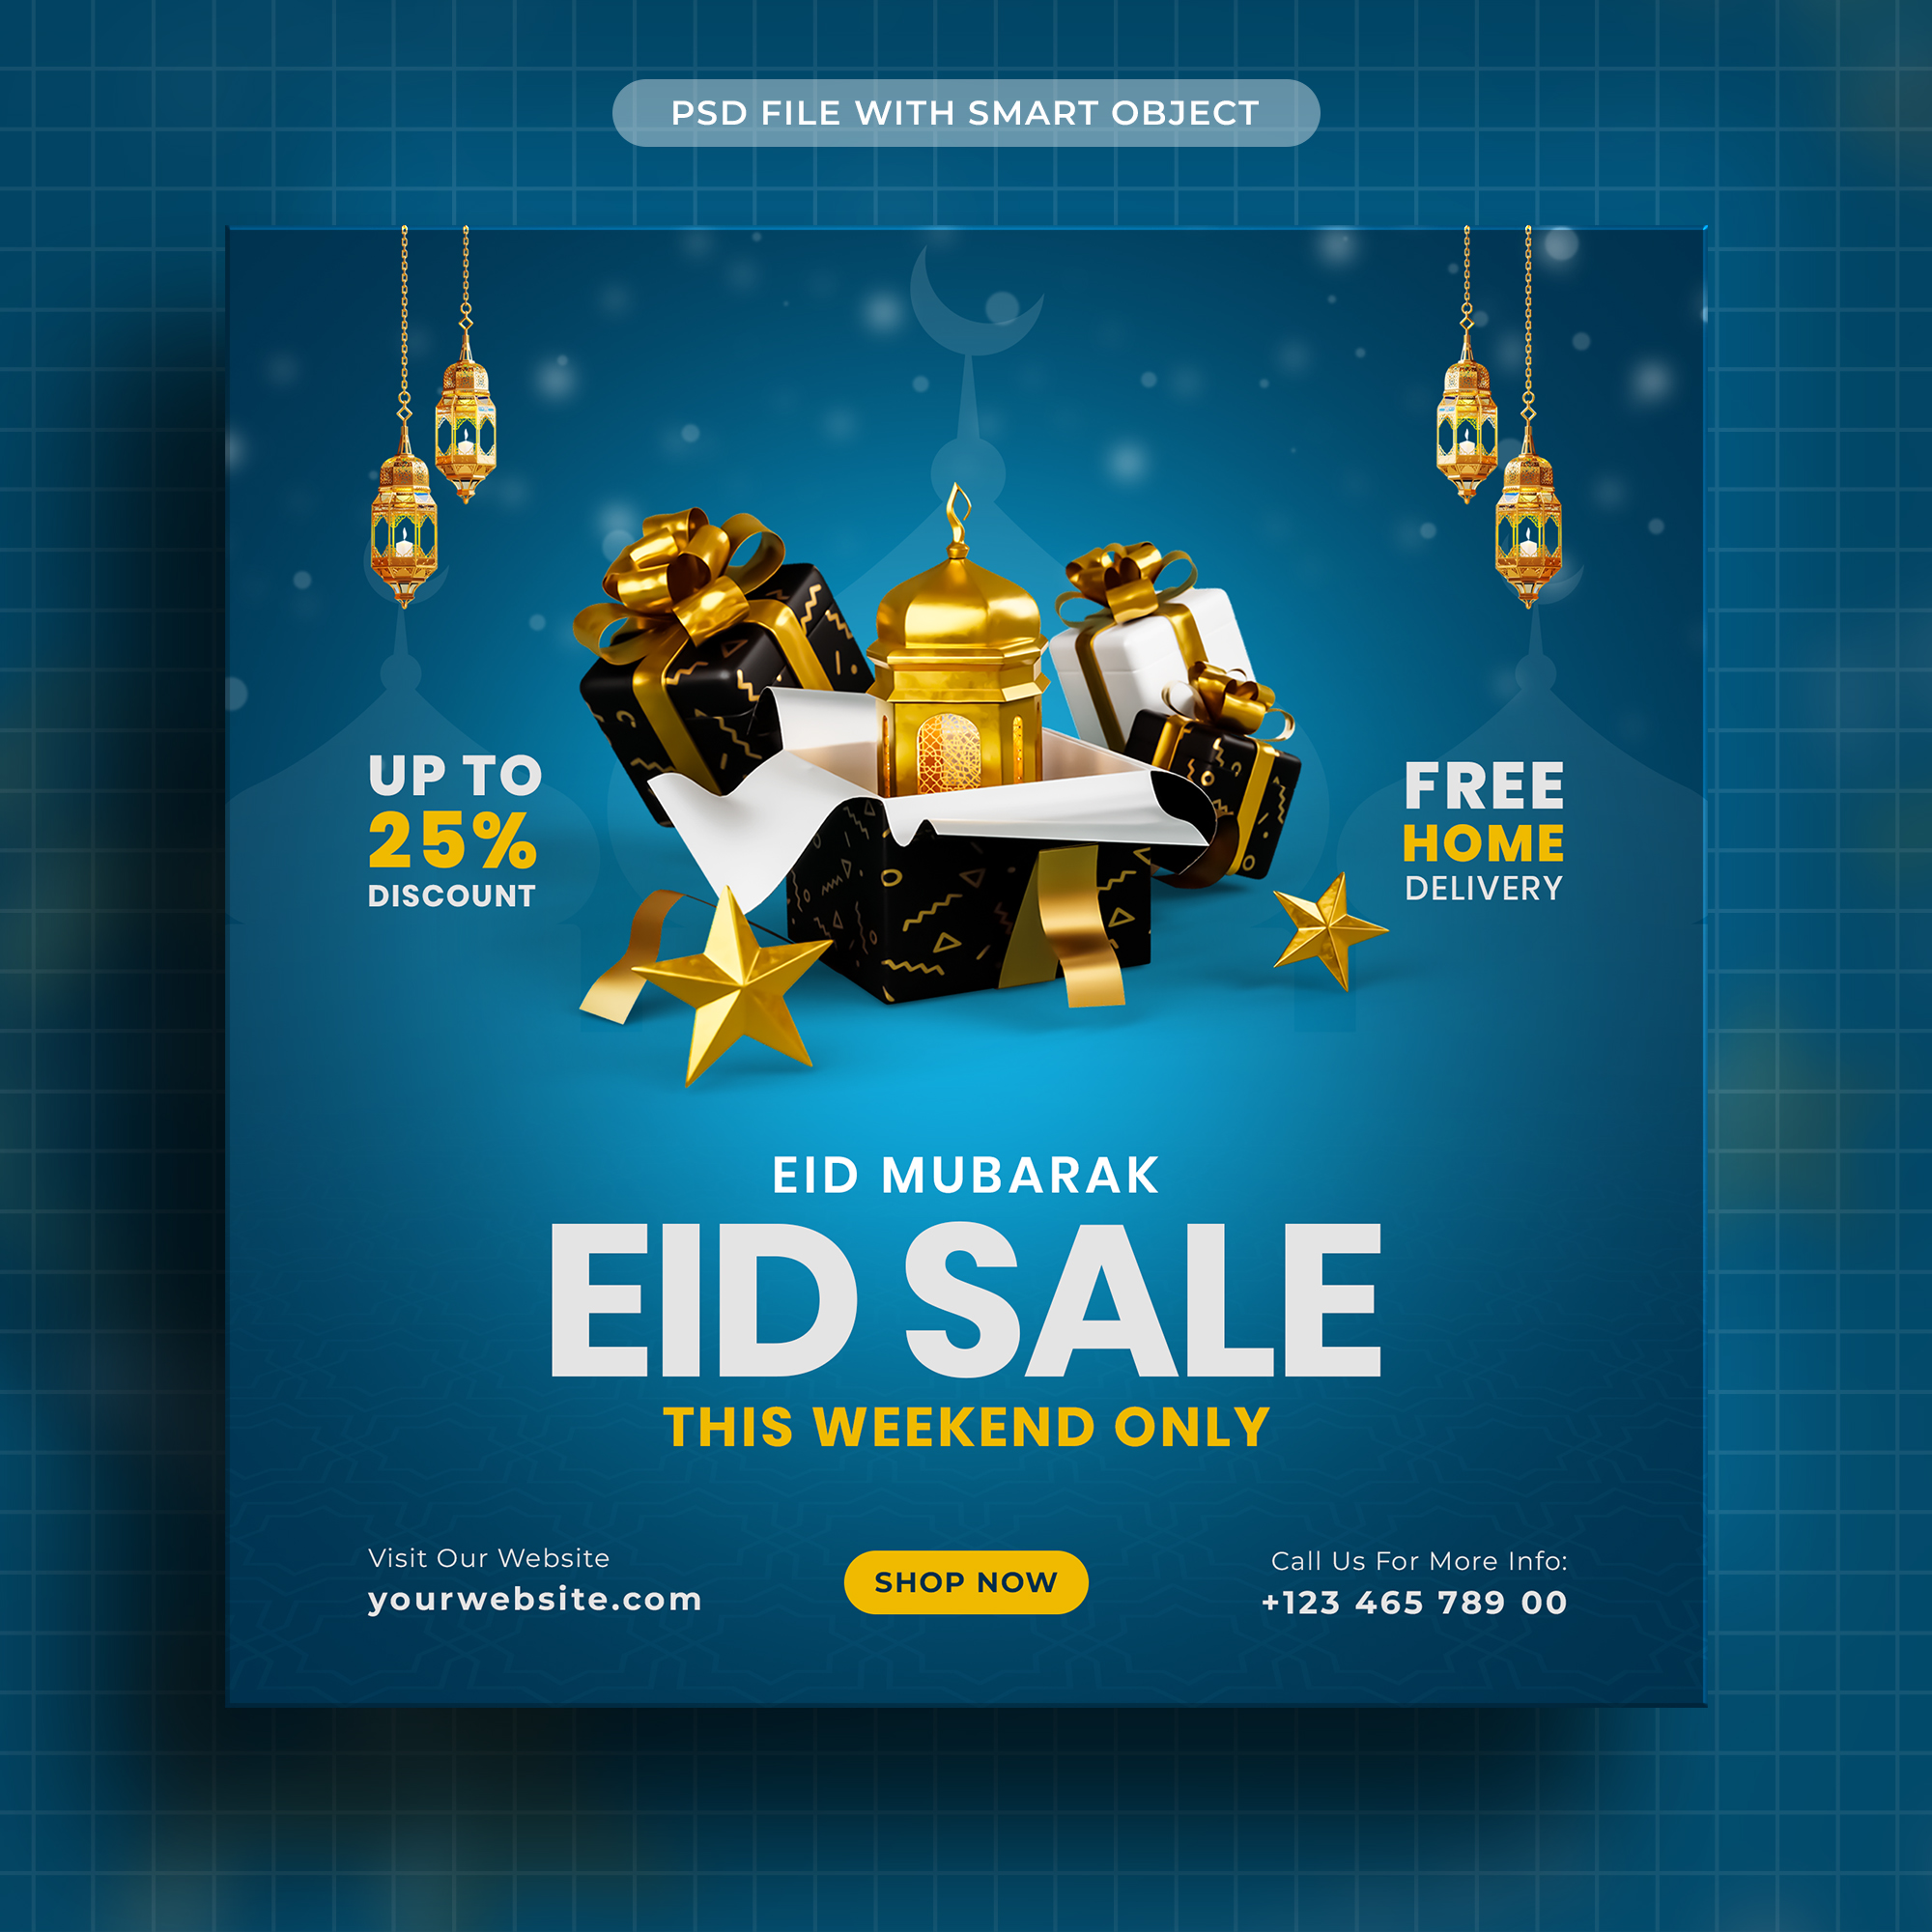 PSD FILE WITH SMART OBJECT
UP TO
25%
DISCOUNT
FREE
HOME
DELIVERY
EID MUBARAK
EID SALE
THIS WEEKEND ONLY
Visit Our Website
yourwebsite.com
SHOP NOW
Call Us For More Info:
+123 465 789 00